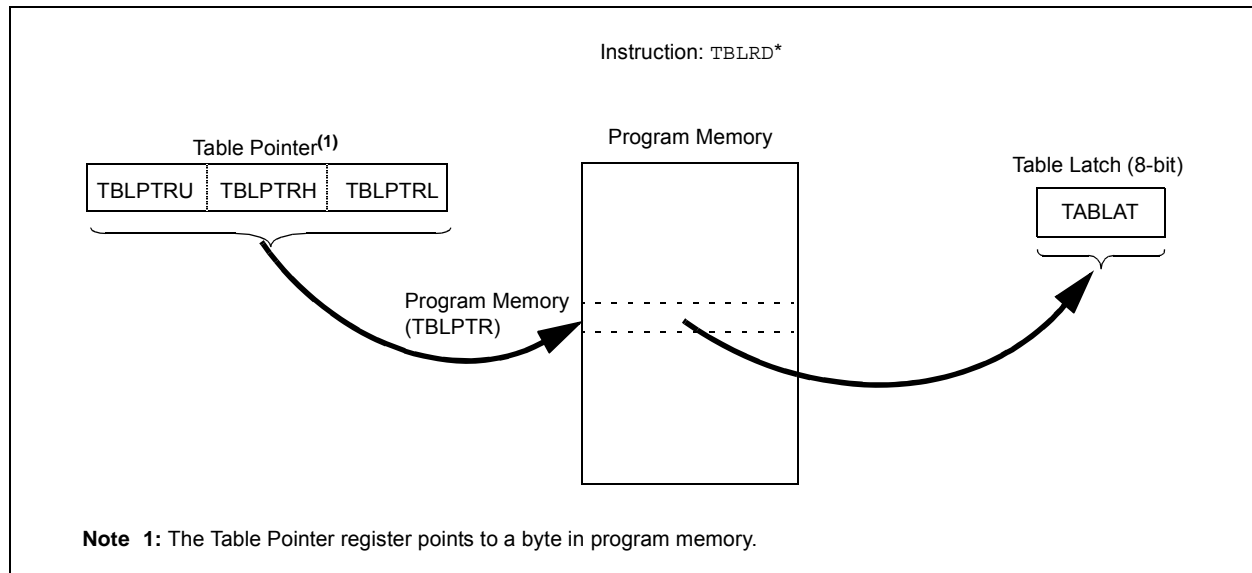 Instruction: TBLRD*
Table Pointer(1)
TBLPTRU TBLPTRH TBLPTRL
Program Memory
Table Latch (8-bit)
TABLAT
Program Memory
(TBLPTR)
Note 1: The Table Pointer register points to a byte in program memory.